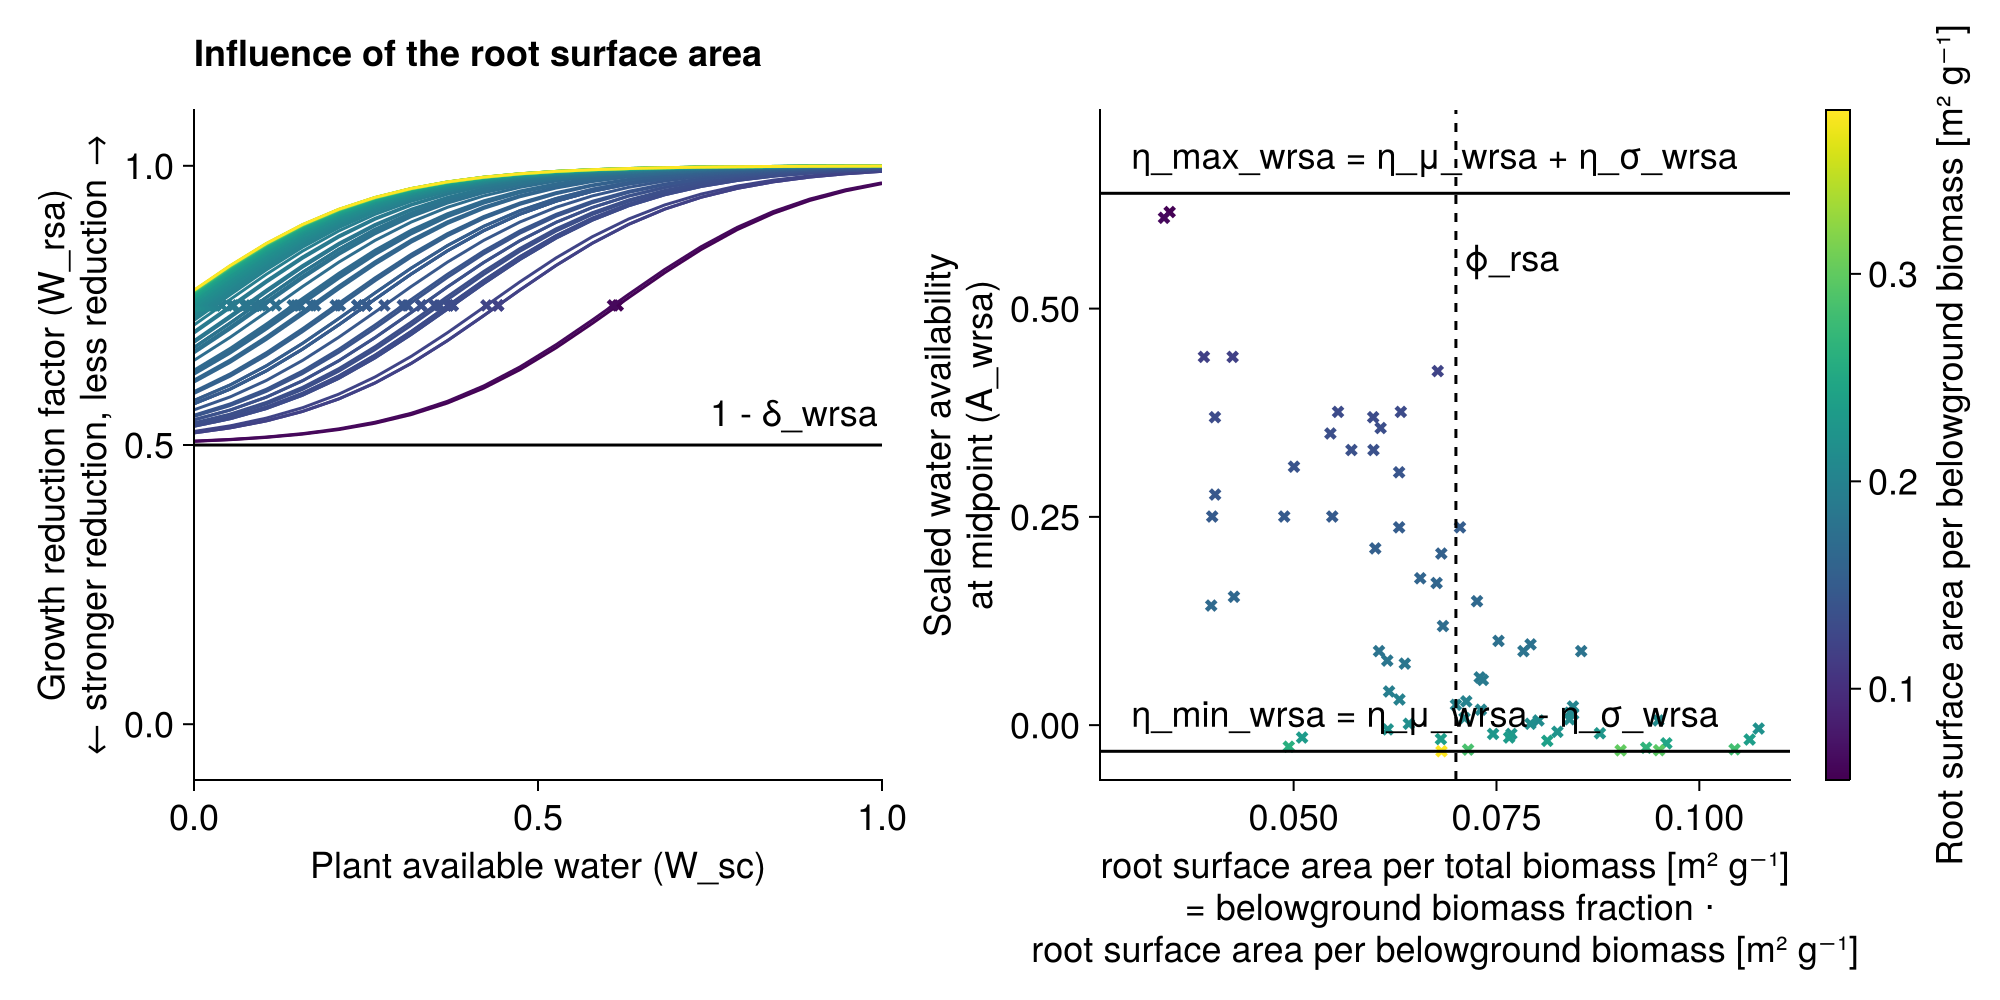 Influence of the root surface area
Growth reduction factor (W_rsa)
← stronger reduction, less reduction →
1.0
0.5
0.0
1 - δ_wrsa
0.0
0.5
1.0
Plant available water (W_sc)
Scaled water availability
at midpoint (A_wrsa)
0.50
0.25
0.00
η_max_wrsa = η_μ_wrsa + η_σ_wrsa
ϕ_rsa
η_min_wrsa = η_μ_wrsa - η_σ_wrsa
0.050
0.075
0.100
root surface area per total biomass [m² g⁻¹]
= belowground biomass fraction ⋅
root surface area per belowground biomass [m² g⁻¹]
0.3
0.2
0.1
Root surface area per belowground biomass [m² g⁻¹]